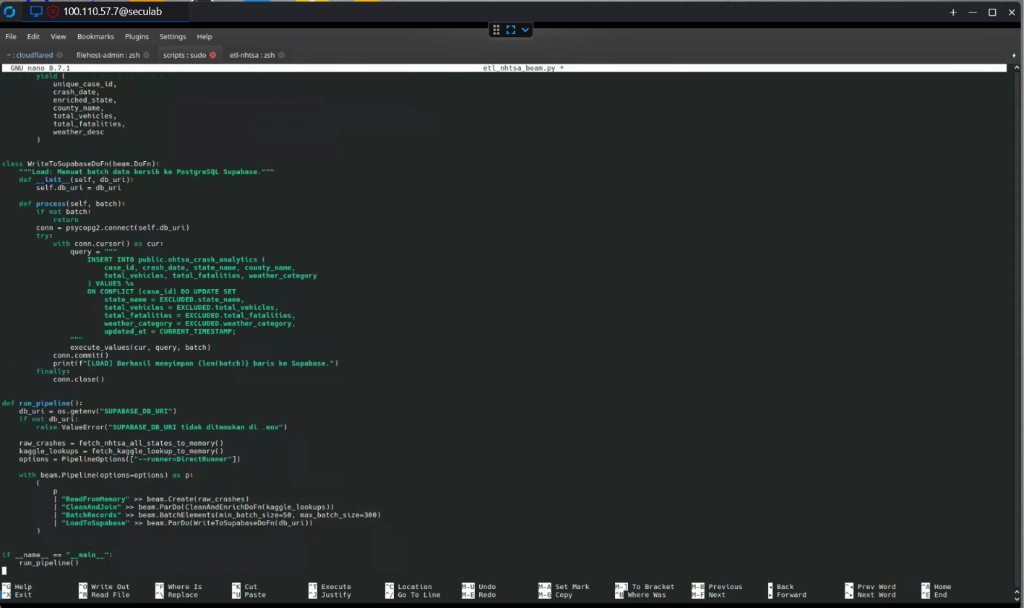 100.110.57.7@seculab
File Edit View Bookmarks Plugins Settings Help
~ : cloudflared filehost-admin : zsh scripts : sudo etl-nhtsa : zsh
GNU nano 8.7.1 etl_nhtsa_beam.py *
yield (
unique_case_id,
crash_date,
enriched_state,
county_name,
total_vehicles,
total_fatalities,
weather_desc
)
class WriteToSupabaseDoFn(beam.DoFn):
"""Load: Memuat batch data bersih ke PostgreSQL Supabase."""
def __init__(self, db_uri):
self.db_uri = db_uri
def process(self, batch):
if not batch:
return
conn = psycopg2.connect(self.db_uri)
try:
with conn.cursor() as cur:
query = """
INSERT INTO public.nhtsa_crash_analytics (
case_id, crash_date, state_name, county_name,
total_vehicles, total_fatalities, weather_category
) VALUES %s
ON CONFLICT (case_id) DO UPDATE SET
state_name = EXCLUDED.state_name,
total_vehicles = EXCLUDED.total_vehicles,
total_fatalities = EXCLUDED.total_fatalities,
weather_category = EXCLUDED.weather_category,
updated_at = CURRENT_TIMESTAMP;
"""
execute_values(cur, query, batch)
conn.commit()
print(f"[LOAD] Berhasil menyimpan {len(batch)} baris ke Supabase.")
finally:
conn.close()
def run_pipeline():
db_uri = os.getenv("SUPABASE_DB_URI")
if not db_uri:
raise ValueError("SUPABASE_DB_URI tidak ditemukan di .env")
raw_crashes = fetch_nhtsa_all_states_to_memory()
kaggle_lookups = fetch_kaggle_lookup_to_memory()
options = PipelineOptions(["--runner=DirectRunner"])
with beam.Pipeline(options=options) as p:
(
p
| "ReadFromMemory" >> beam.Create(raw_crashes)
| "CleanAndJoin" >> beam.ParDo(CleanAndEnrichDoFn(kaggle_lookups))
| "BatchRecords" >> beam.BatchElements(min_batch_size=50, max_batch_size=300)
| "LoadToSupabase" >> beam.ParDo(WriteToSupabaseDoFn(db_uri))
)
if __name__ == "__main__":
run_pipeline()
^G Help ^O Write Out ^F Where Is ^K Cut ^T Execute ^C Location M-U Undo M-A Set Mark M-] To Bracket M-B Previous Back Prev Word ^A Home
^X Exit ^R Read File ^\ Replace ^U Paste ^J Justify ^/ Go To Line M-E Redo M-6 Copy ^B Where Was M-F Next Forward Next Word ^E End